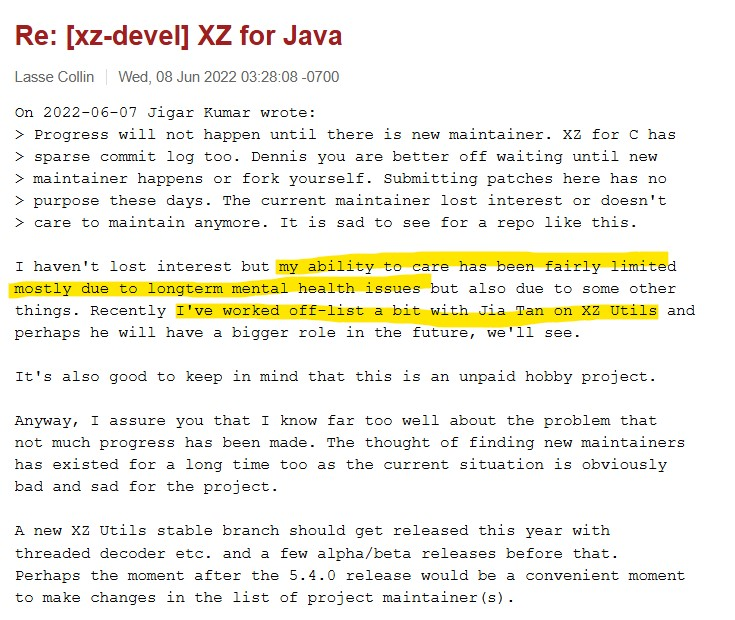 Re: [xz-devel] XZ for Java
Lasse Collin | Wed, 08 Jun 2022 03:28:08 -0700
On 2022-06-07 Jigar Kumar wrote:
> Progress will not happen until there is new maintainer. XZ for C has
> sparse commit log too. Dennis you are better off waiting until new
> maintainer happens or fork yourself. Submitting patches here has no
> purpose these days. The current maintainer lost interest or doesn't
> care to maintain anymore. It is sad to see for a repo like this.
I haven't lost interest but my ability to care has been fairly limited
mostly due to longterm mental health issues but also due to some other
things. Recently I've worked off-list a bit with Jia Tan on XZ Utils and
perhaps he will have a bigger role in the future, we'll see.
It's also good to keep in mind that this is an unpaid hobby project.
Anyway, I assure you that I know far too well about the problem that
not much progress has been made. The thought of finding new maintainers
has existed for a long time too as the current situation is obviously
bad and sad for the project.
A new XZ Utils stable branch should get released this year with
threaded decoder etc. and a few alpha/beta releases before that.
Perhaps the moment after the 5.4.0 release would be a convenient moment
to make changes in the list of project maintainer(s).